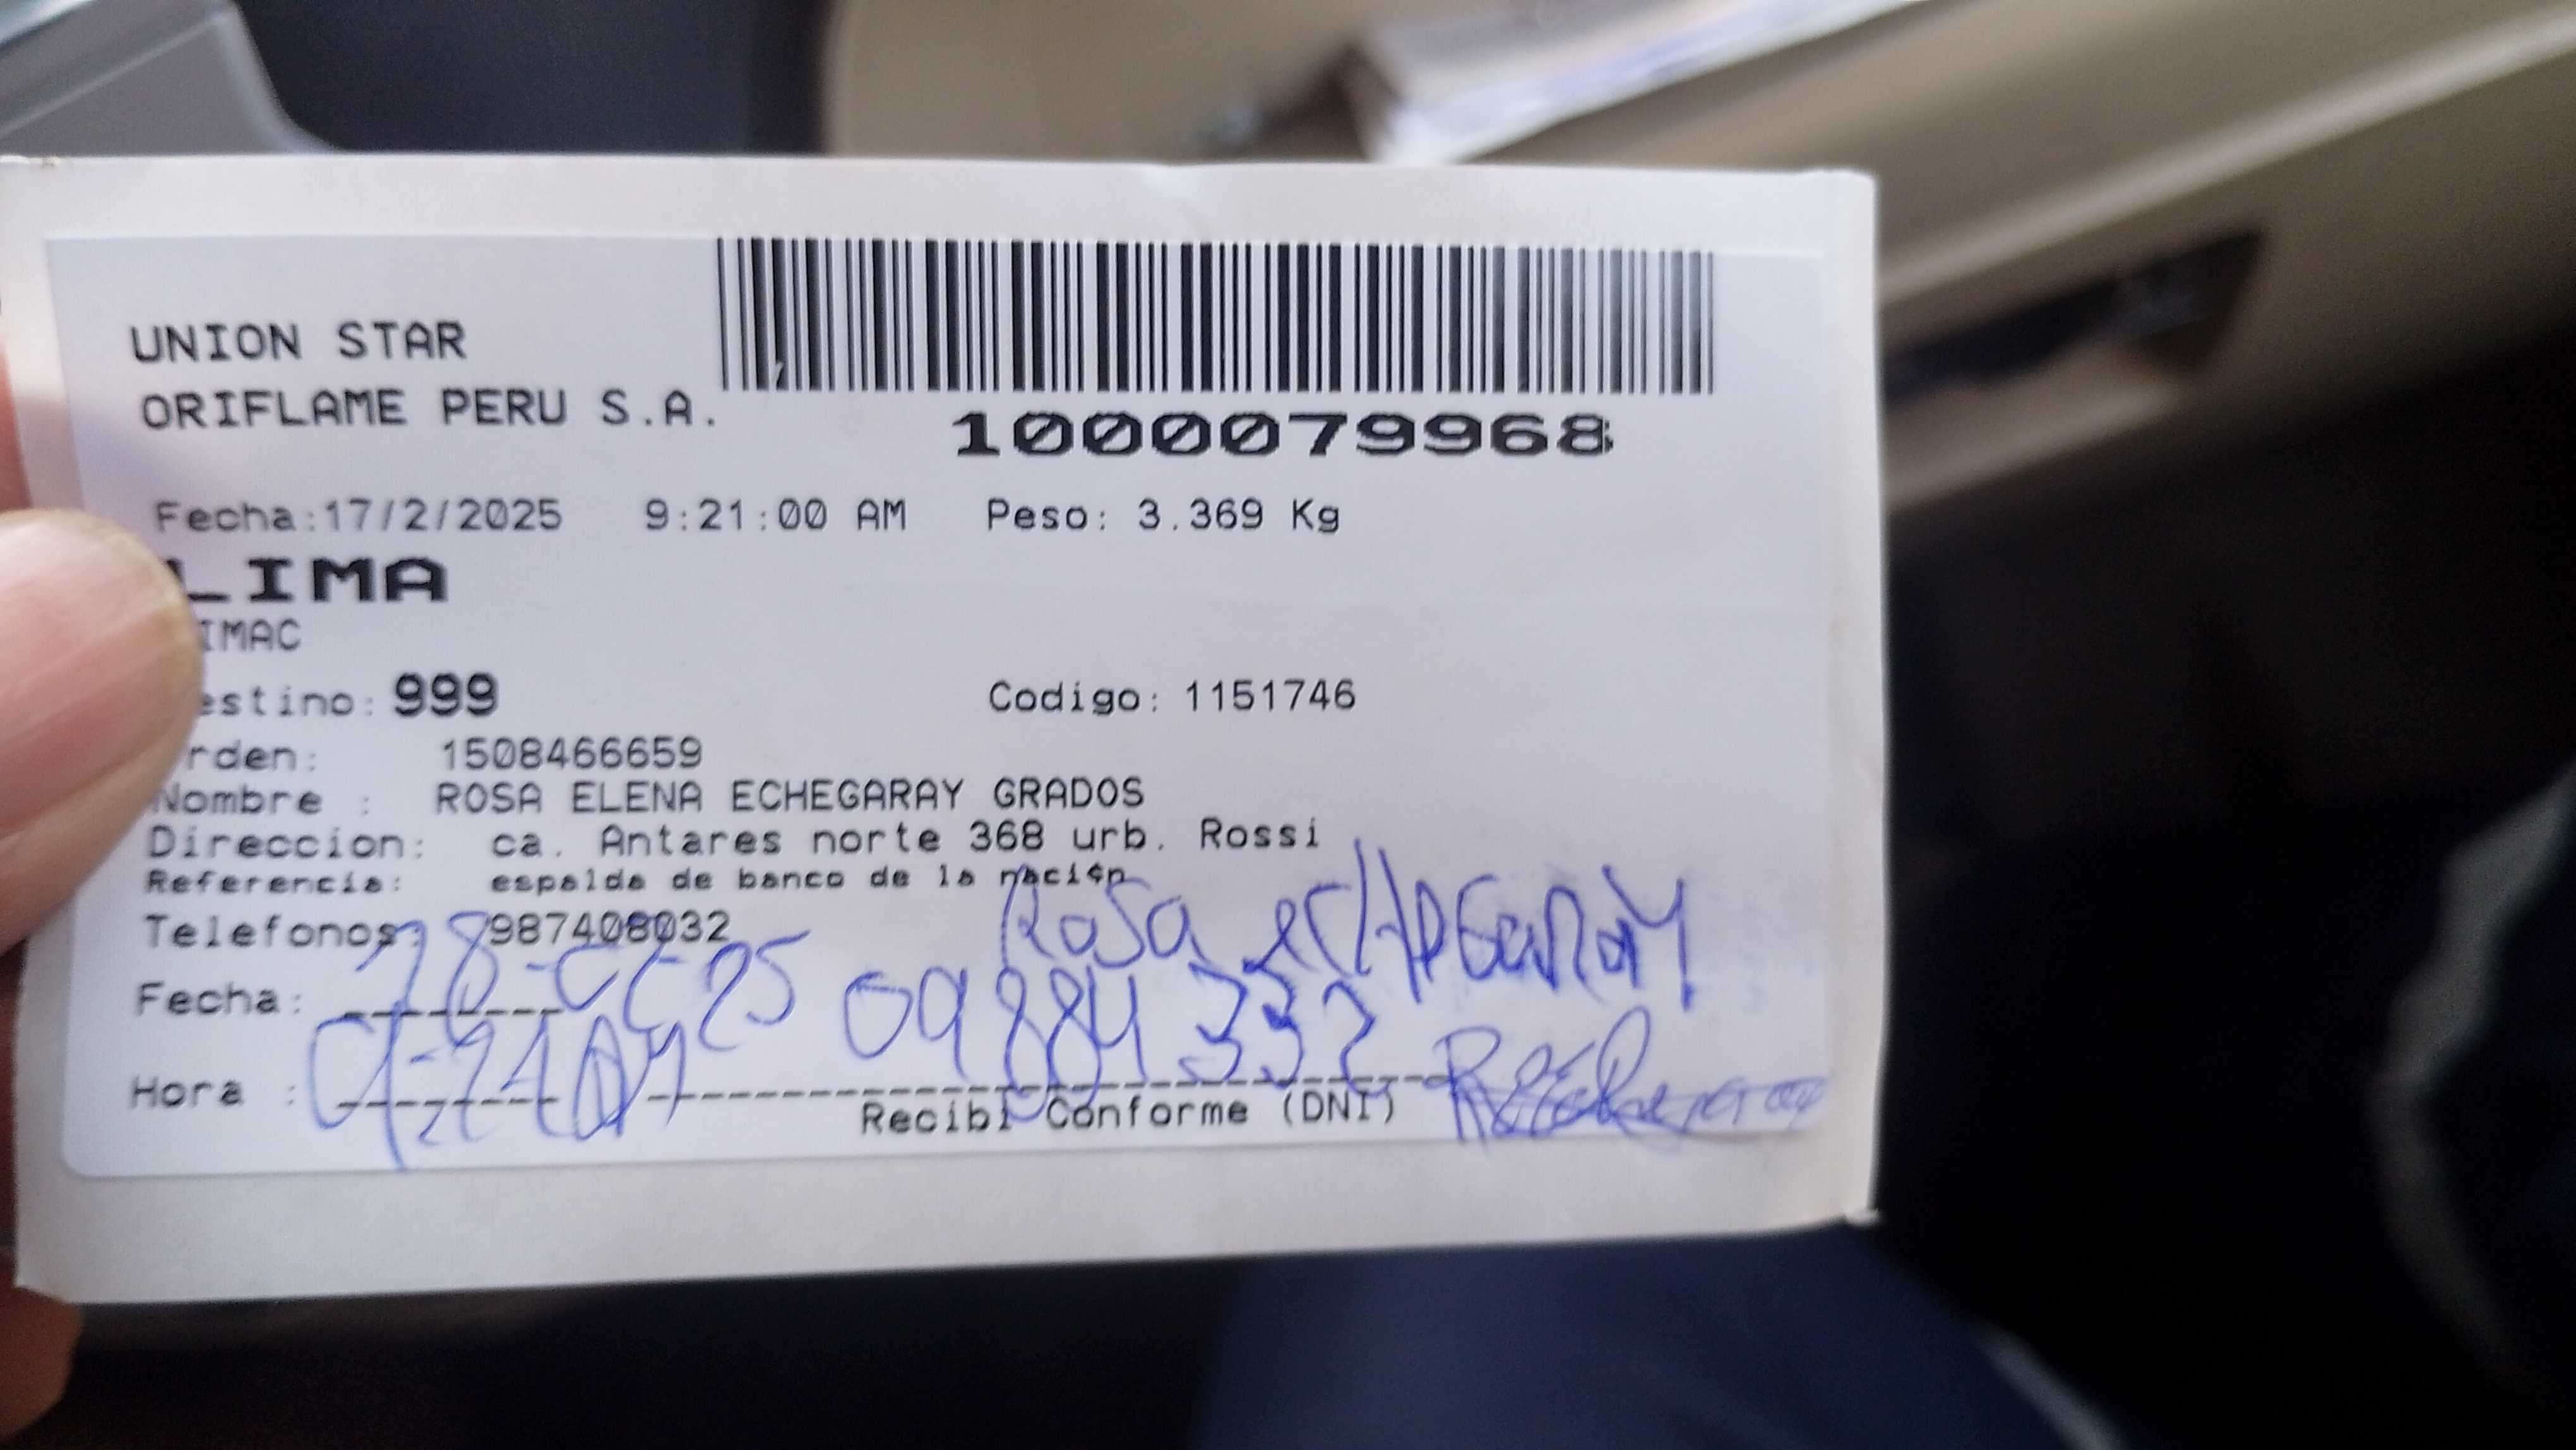 UNION STAR
ORIFLAME PERU S.A.
1000079968
Fecha:17/2/2025 9:21:00 AM Peso: 3.369 Kg
LIMA
IMAC
estino: 999 Codigo: 1151746
rden: 1508466659
Nombre : ROSA ELENA ECHEGARAY GRADOS
Direccion: ca. Antares norte 368 urb. Rossi
Referencia: espalda de banco de la nación
Telefonos: 987408032
Rosa echegaray
Fecha: 09884332
Hora :
Recibi Conforme (DNI)